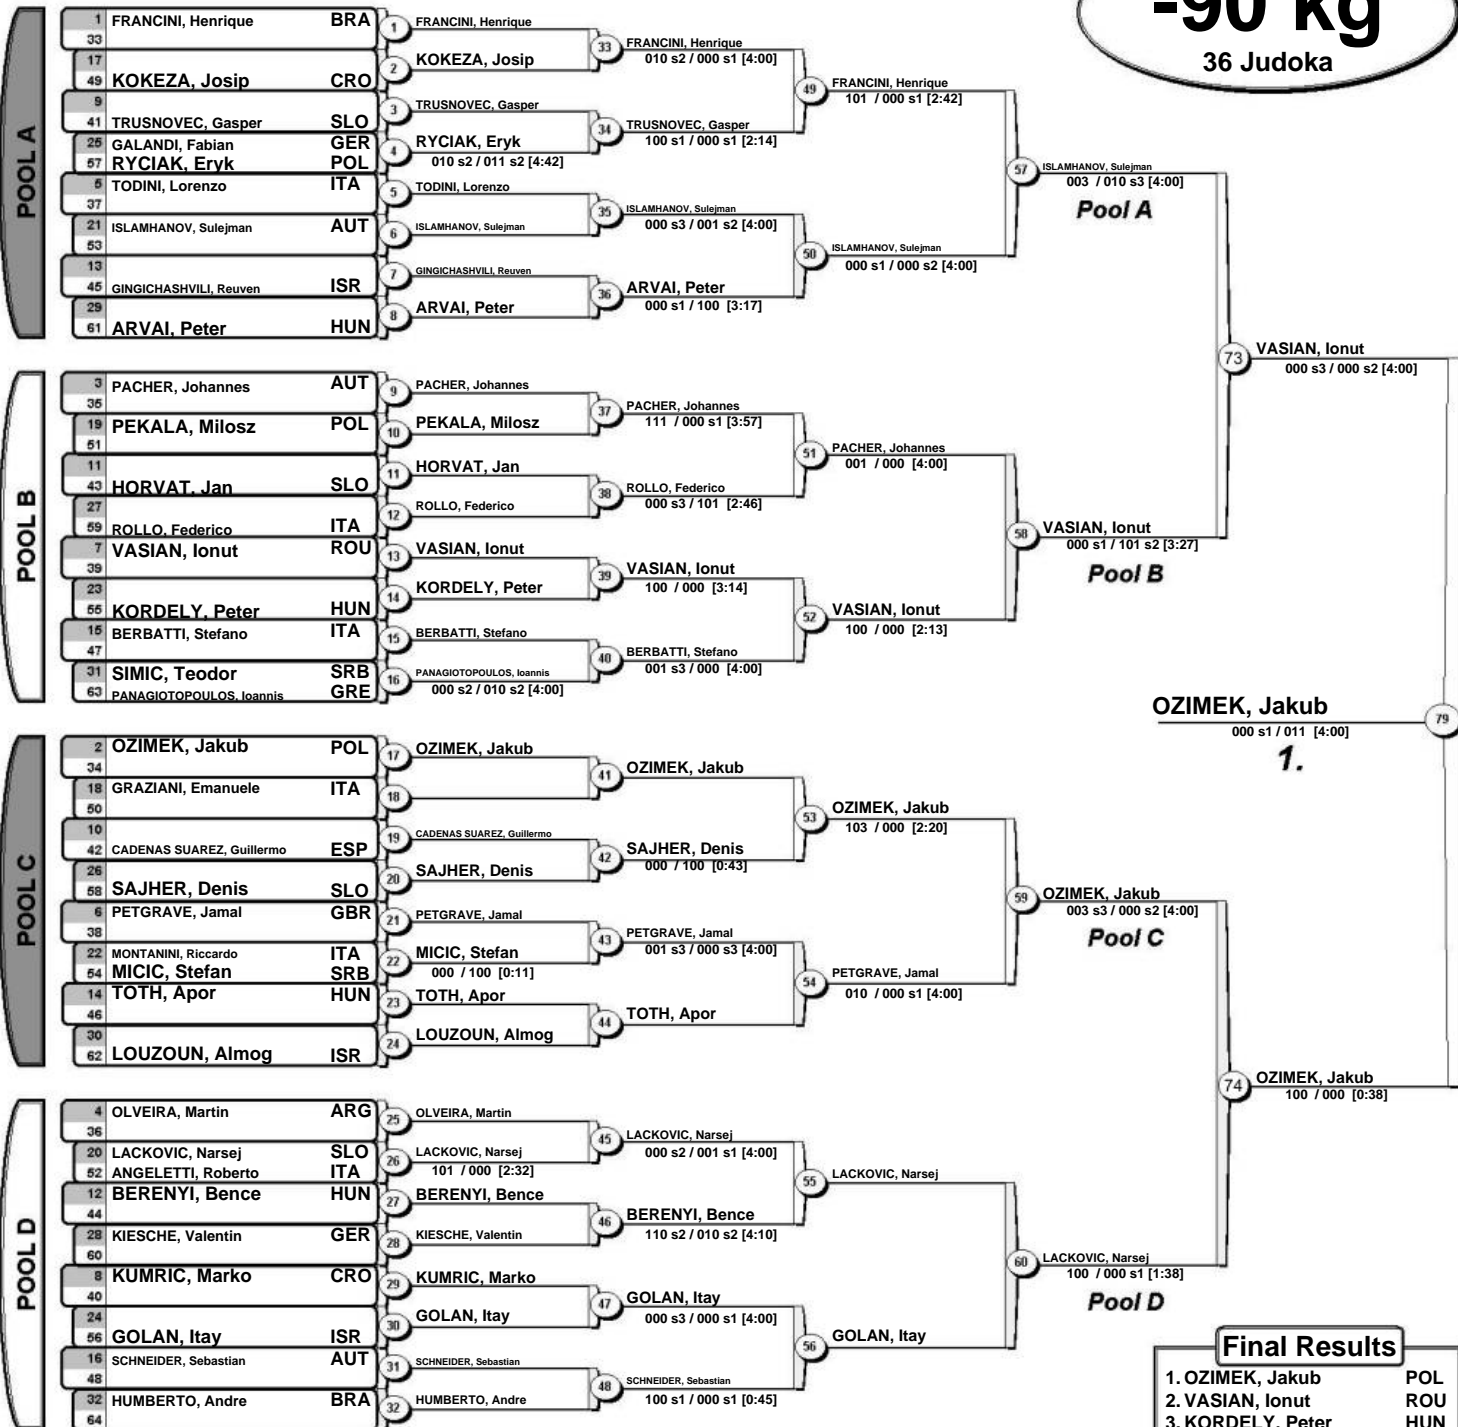 -90 kg
36 Judoka
POOL A
1 FRANCINI, Henrique BRA
33
17
49 KOKEZA, Josip CRO
9
41 TRUSNOVEC, Gasper SLO
25 GALANDI, Fabian GER
57 RYCIAK, Eryk POL
5 TODINI, Lorenzo ITA
37
21 ISLAMHANOV, Sulejman AUT
53
13
45 GINGICHASHVILI, Reuven ISR
29
61 ARVAI, Peter HUN
1 FRANCINI, Henrique
2 KOKEZA, Josip
3 TRUSNOVEC, Gasper
4 RYCIAK, Eryk
010 s2 / 011 s2 [4:42]
5 TODINI, Lorenzo
6 ISLAMHANOV, Sulejman
7 GINGICHASHVILI, Reuven
8 ARVAI, Peter
33 FRANCINI, Henrique
010 s2 / 000 s1 [4:00]
34 TRUSNOVEC, Gasper
100 s1 / 000 s1 [2:14]
35 ISLAMHANOV, Sulejman
000 s3 / 001 s2 [4:00]
36 ARVAI, Peter
000 s1 / 100 [3:17]
49 FRANCINI, Henrique
101 / 000 s1 [2:42]
50 ISLAMHANOV, Sulejman
000 s1 / 000 s2 [4:00]
57 ISLAMHANOV, Sulejman
003 / 010 s3 [4:00]
Pool A
POOL B
3 PACHER, Johannes AUT
35
19 PEKALA, Milosz POL
51
11
43 HORVAT, Jan SLO
27
59 ROLLO, Federico ITA
7 VASIAN, Ionut ROU
39
23
55 KORDELY, Peter HUN
15 BERBATTI, Stefano ITA
47
31 SIMIC, Teodor SRB
63 PANAGIOTOPOULOS, Ioannis GRE
9 PACHER, Johannes
10 PEKALA, Milosz
11 HORVAT, Jan
12 ROLLO, Federico
13 VASIAN, Ionut
14 KORDELY, Peter
15 BERBATTI, Stefano
16 PANAGIOTOPOULOS, Ioannis
000 s2 / 010 s2 [4:00]
37 PACHER, Johannes
111 / 000 s1 [3:57]
38 ROLLO, Federico
000 s3 / 101 [2:46]
39 VASIAN, Ionut
100 / 000 [3:14]
40 BERBATTI, Stefano
001 s3 / 000 [4:00]
51 PACHER, Johannes
001 / 000 [4:00]
52 VASIAN, Ionut
100 / 000 [2:13]
58 VASIAN, Ionut
000 s1 / 101 s2 [3:27]
Pool B
73 VASIAN, Ionut
000 s3 / 000 s2 [4:00]
OZIMEK, Jakub 79
000 s1 / 011 [4:00]
1.
POOL C
2 OZIMEK, Jakub POL
34
18 GRAZIANI, Emanuele ITA
50
10
42 CADENAS SUAREZ, Guillermo ESP
26
58 SAJHER, Denis SLO
6 PETGRAVE, Jamal GBR
38
22 MONTANINI, Riccardo ITA
54 MICIC, Stefan SRB
14 TOTH, Apor HUN
46
30
62 LOUZOUN, Almog ISR
17 OZIMEK, Jakub
18
19 CADENAS SUAREZ, Guillermo
20 SAJHER, Denis
21 PETGRAVE, Jamal
22 MICIC, Stefan
000 / 100 [0:11]
23 TOTH, Apor
24 LOUZOUN, Almog
41 OZIMEK, Jakub
42 SAJHER, Denis
000 / 100 [0:43]
43 PETGRAVE, Jamal
001 s3 / 000 s3 [4:00]
44 TOTH, Apor
53 OZIMEK, Jakub
103 / 000 [2:20]
54 PETGRAVE, Jamal
010 / 000 s1 [4:00]
59 OZIMEK, Jakub
003 s3 / 000 s2 [4:00]
Pool C
74 OZIMEK, Jakub
100 / 000 [0:38]
POOL D
4 OLVEIRA, Martin ARG
36
20 LACKOVIC, Narsej SLO
52 ANGELETTI, Roberto ITA
12 BERENYI, Bence HUN
44
28 KIESCHE, Valentin GER
60
8 KUMRIC, Marko CRO
40
24
56 GOLAN, Itay ISR
16 SCHNEIDER, Sebastian AUT
48
32 HUMBERTO, Andre BRA
64
25 OLVEIRA, Martin
26 LACKOVIC, Narsej
101 / 000 [2:32]
27 BERENYI, Bence
28 KIESCHE, Valentin
29 KUMRIC, Marko
30 GOLAN, Itay
31 SCHNEIDER, Sebastian
32 HUMBERTO, Andre
45 LACKOVIC, Narsej
000 s2 / 001 s1 [4:00]
46 BERENYI, Bence
110 s2 / 010 s2 [4:10]
47 GOLAN, Itay
000 s3 / 000 s1 [4:00]
48 SCHNEIDER, Sebastian
100 s1 / 000 s1 [0:45]
55 LACKOVIC, Narsej
56 GOLAN, Itay
60 LACKOVIC, Narsej
100 / 000 s1 [1:38]
Pool D
Final Results
1. OZIMEK, Jakub POL
2. VASIAN, Ionut ROU
3. KORDELY, Peter HUN